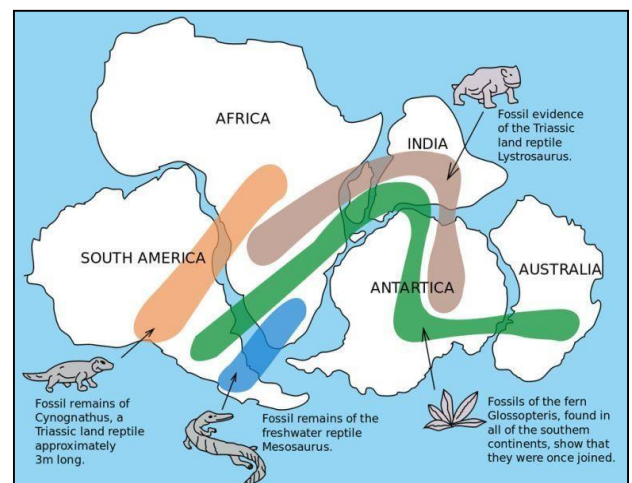 AFRICA
INDIA
Fossil evidence
of the Triassic
land reptile
Lystrosaurus.
SOUTH AMERICA
ANTARTICA
AUSTRALIA
Fossil remains of
Cynognathus, a
Triassic land reptile
approximately
3m long.
Fossil remains of the
freshwater reptile
Mesosaurus.
Fossils of the fern
Glossopteris, found in
all of the southem
continents, show that
they were once joined.